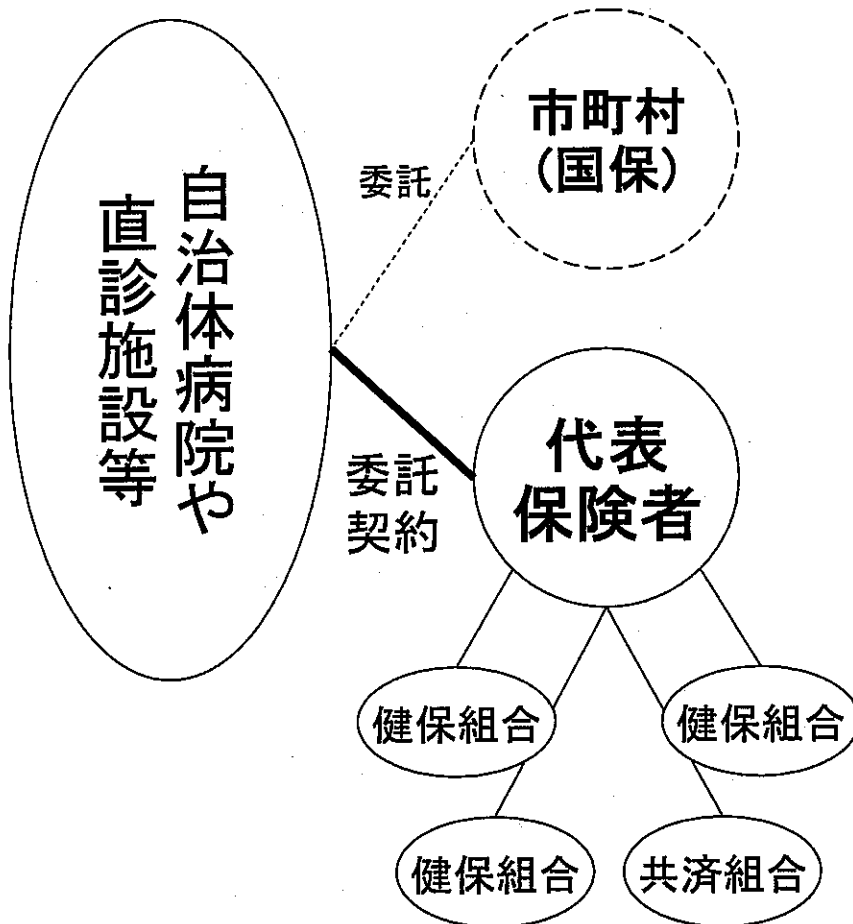 自治体病院や
直診施設等
委託
市町村
(国保)
委託
契約
代表
保険者
健保組合
健保組合
健保組合
共済組合